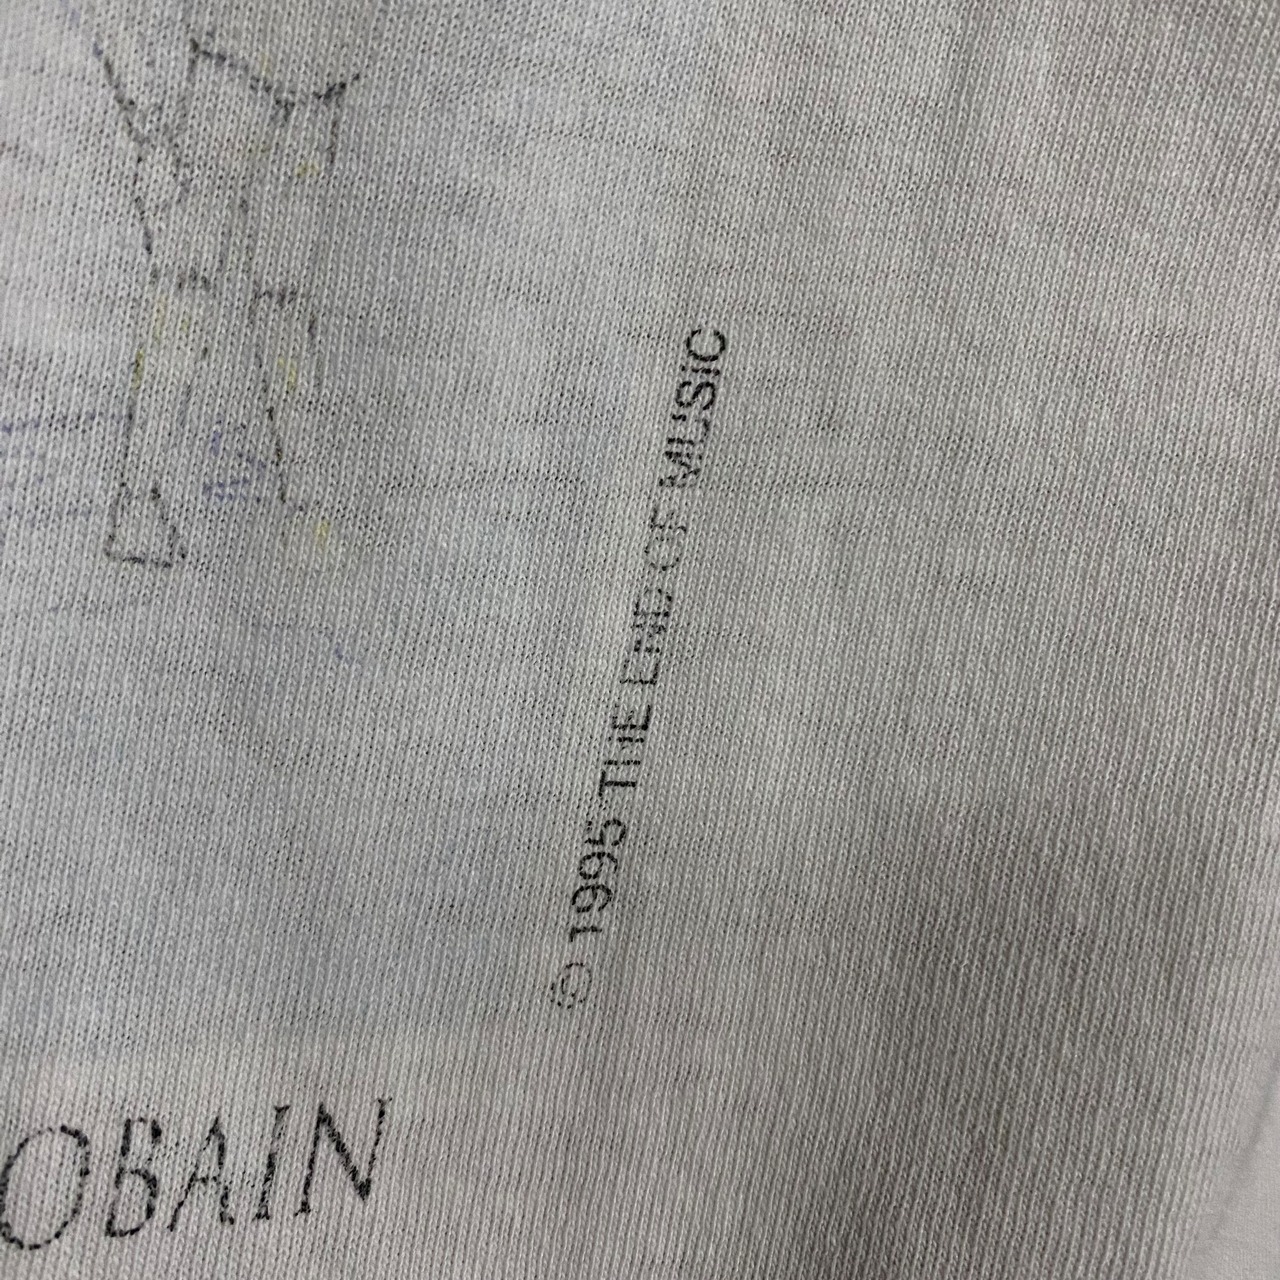 © 1995 THE END OF MUSIC
OBAIN